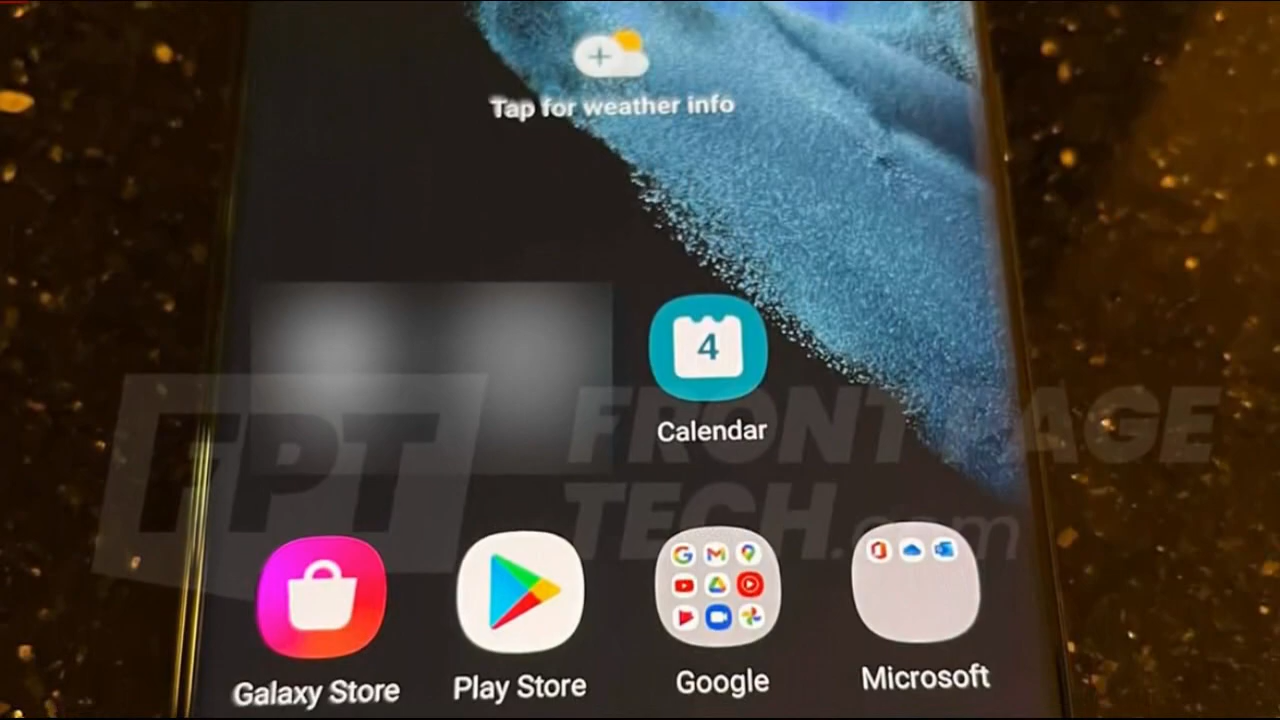 Tap for weather info
4
Calendar
FPT
FRONT PAGE
TECH.com
Galaxy Store
Play Store
Google
Microsoft